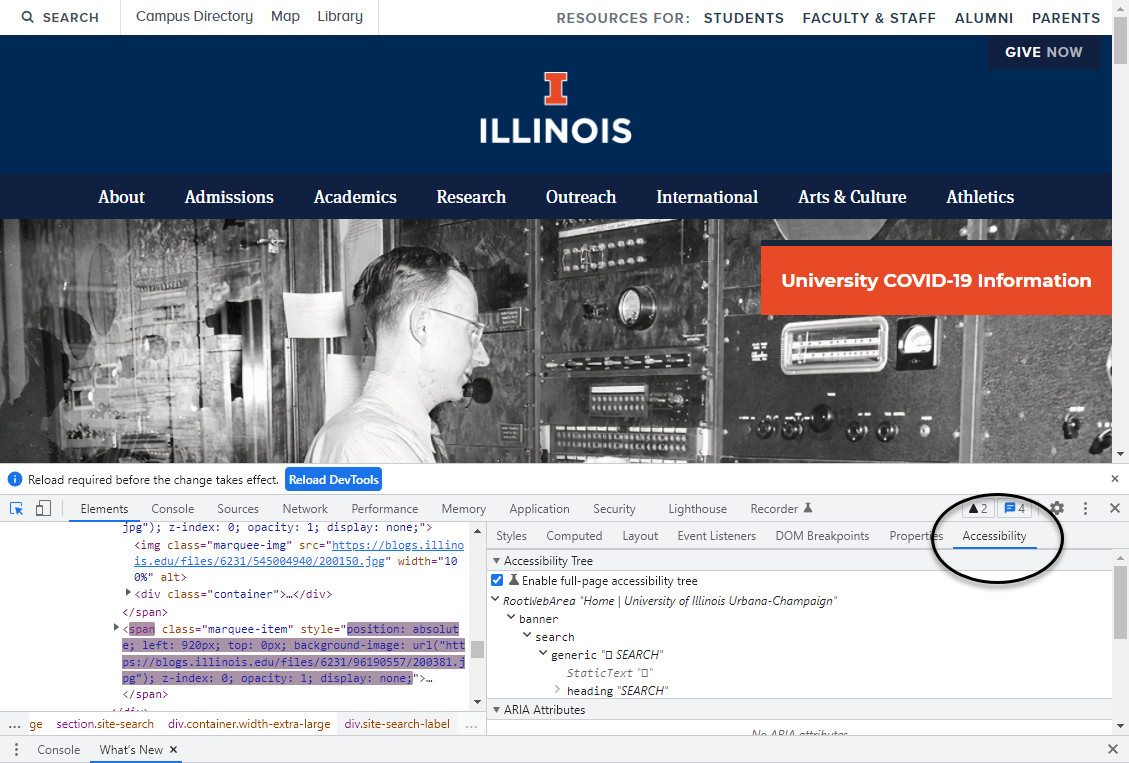 SEARCH Campus Directory Map Library RESOURCES FOR: STUDENTS FACULTY & STAFF ALUMNI PARENTS
GIVE NOW
I
ILLINOIS
About Admissions Academics Research Outreach International Arts & Culture Athletics
University COVID-19 Information
Reload required before the change takes effect. Reload DevTools
Elements Console Sources Network Performance Memory Application Security Lighthouse Recorder 2 4
jpg"); z-index: 0; opacity: 1; display: none;">
<img class="marquee-img" src="https://blogs.illino
is.edu/files/6231/545004940/200150.jpg" width="10
0%" alt>
<div class="container">…</div>
</span>
<span class="marquee-item" style="position: absolut
e; left: 920px; top: 0px; background-image: url("htt
ps://blogs.illinois.edu/files/6231/96190557/200381.j
pg"); z-index: 0; opacity: 1; display: none;">…
</span>
</div>
... ge section.site-search div.container.width-extra-large div.site-search-label ...
Styles Computed Layout Event Listeners DOM Breakpoints Properties Accessibility
Accessibility Tree
Enable full-page accessibility tree
RootWebArea "Home | University of Illinois Urbana-Champaign"
banner
search
generic "▯ SEARCH"
StaticText "▯"
heading "SEARCH"
ARIA Attributes
No ARIA attributes
Console What's New